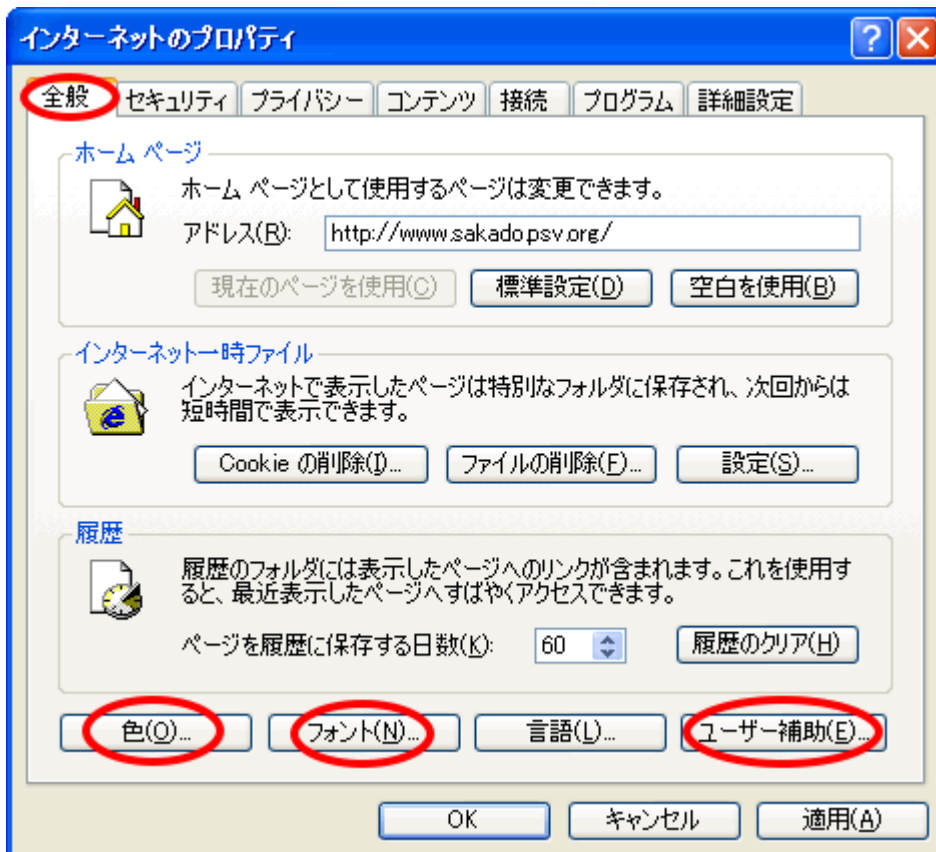 インターネットのプロパティ
全般 セキュリティ プライバシー コンテンツ 接続 プログラム 詳細設定
ホーム ページ
ホーム ページとして使用するページは変更できます。
アドレス(R): http://www.sakado.psv.org/
現在のページを使用(C) 標準設定(D) 空白を使用(B)
インターネット一時ファイル
インターネットで表示したページは特別なフォルダに保存され、次回からは
短時間で表示できます。
Cookie の削除(I)... ファイルの削除(F)... 設定(S)...
履歴
履歴のフォルダには表示したページへのリンクが含まれます。これを使用す
ると、最近表示したページへすばやくアクセスできます。
ページを履歴に保存する日数(K): 60 履歴のクリア(H)
色(O)... フォント(N)... 言語(L)... ユーザー補助(E)...
OK キャンセル 適用(A)